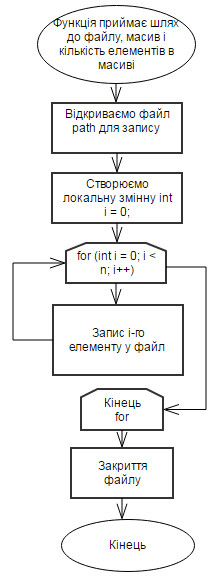 Функція приймає шлях
до файлу, масив і
кількість елементів в
масиві
Відкриваємо файл
path для запису
Створюємо
локальну змінну int
i = 0;
for (int i = 0; i <
n; i++)
Запис i-го
елементу у файл
Кінець
for
Закриття
файлу
Кінець